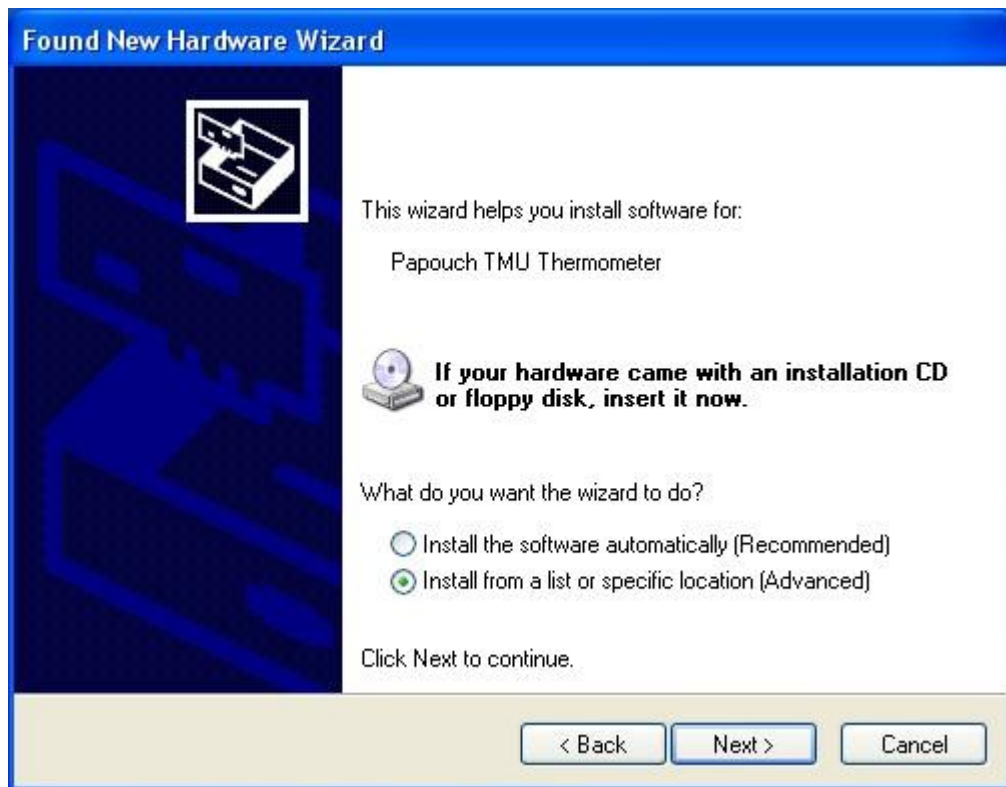 Found New Hardware Wizard
This wizard helps you install software for:
Papouch TMU Thermometer
If your hardware came with an installation CD
or floppy disk, insert it now.
What do you want the wizard to do?
Install the software automatically (Recommended)
Install from a list or specific location (Advanced)
Click Next to continue.
< Back Next > Cancel